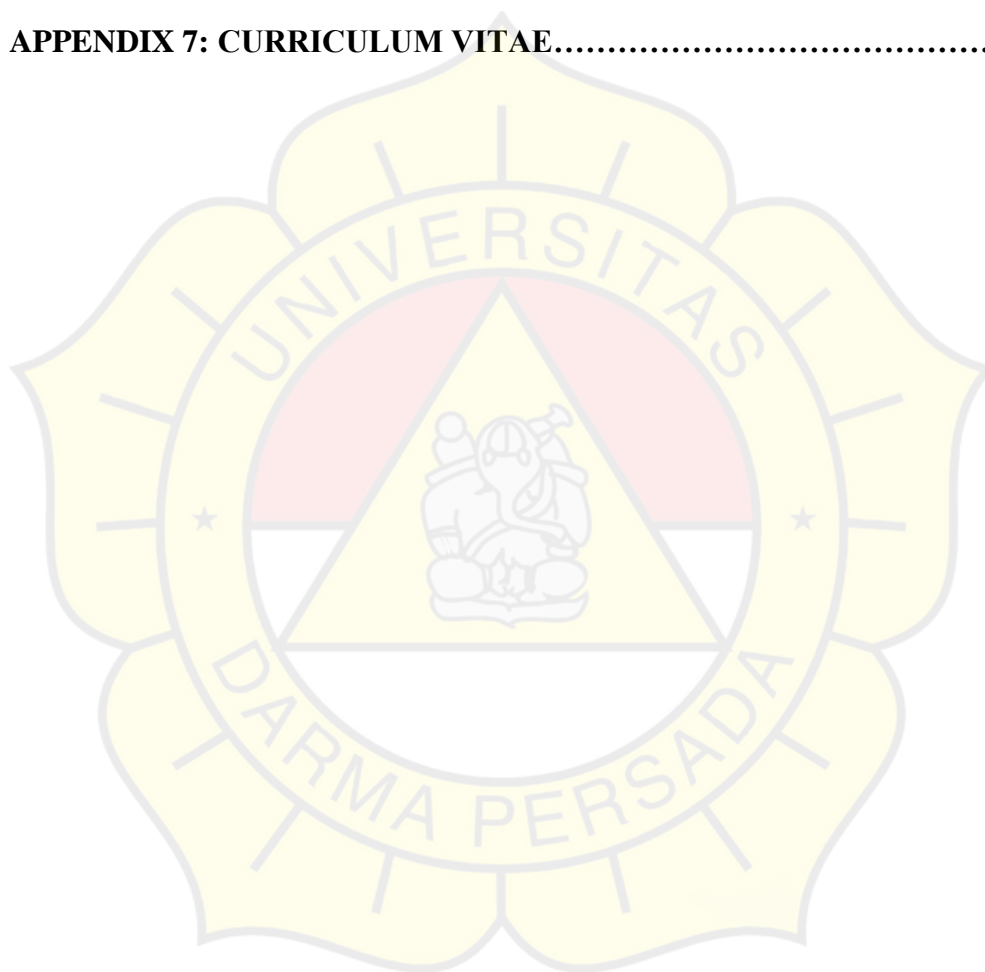 APPENDIX 7: CURRICULUM VITAE……………………………………
UNIVERSITAS
DARMA PERSADA